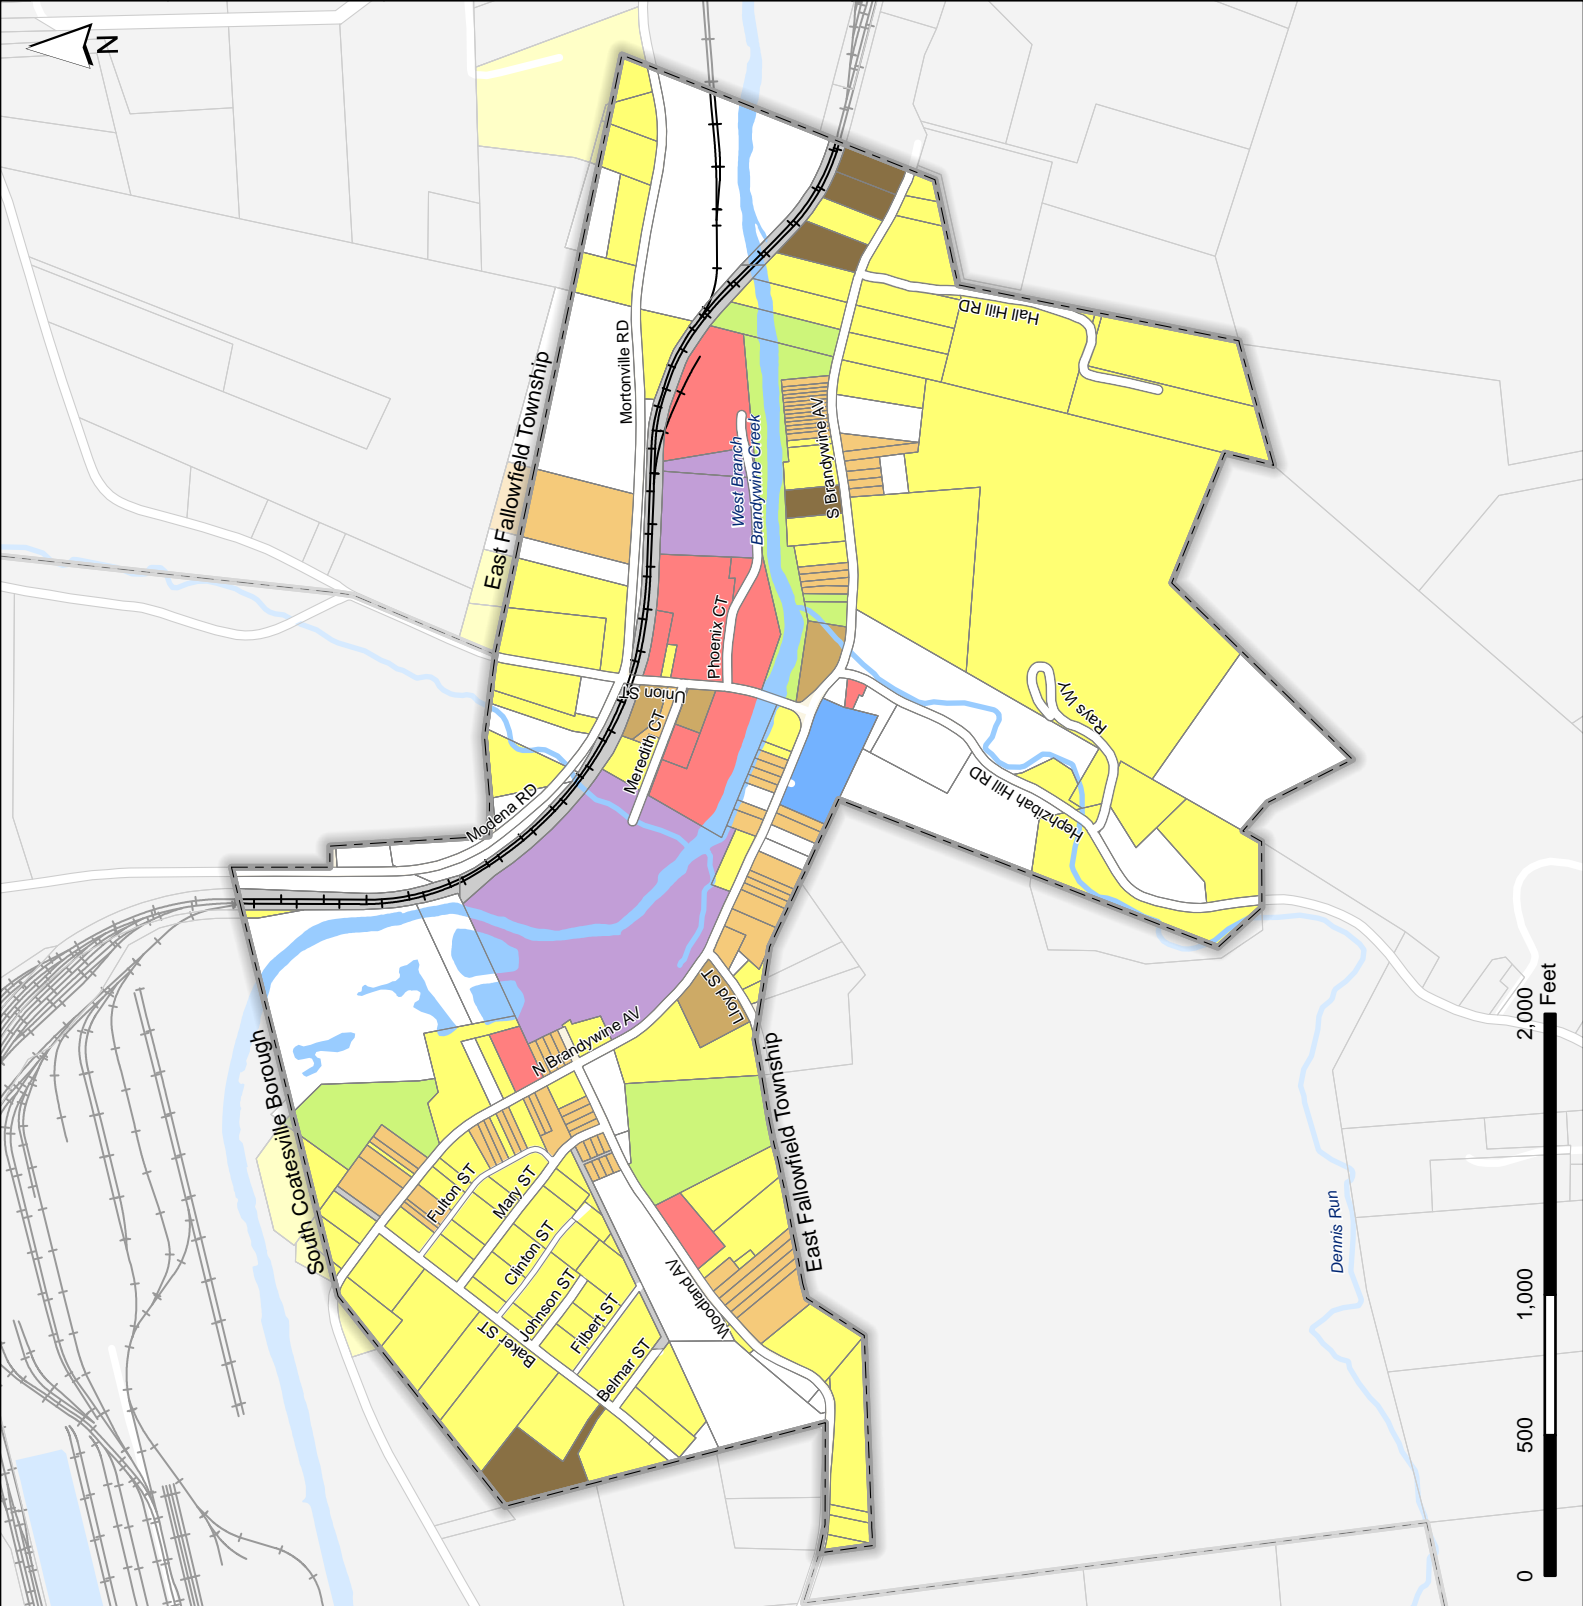 N
East Fallowfield Township
Mortonville RD
West Branch
Brandywine Creek
S Brandywine AV
Hall Hill RD
Phoenix CT
Union ST
Meredith CT
Modena RD
Rays WY
Hephzibah Hill RD
Lloyd ST
N Brandywine AV
South Coatesville Borough
East Fallowfield Township
Fulton ST
Mary ST
Clinton ST
Johnson ST
Filbert ST
Baker ST
Belmar ST
Woodland AV
Dennis Run
0 500 1,000 2,000
Feet